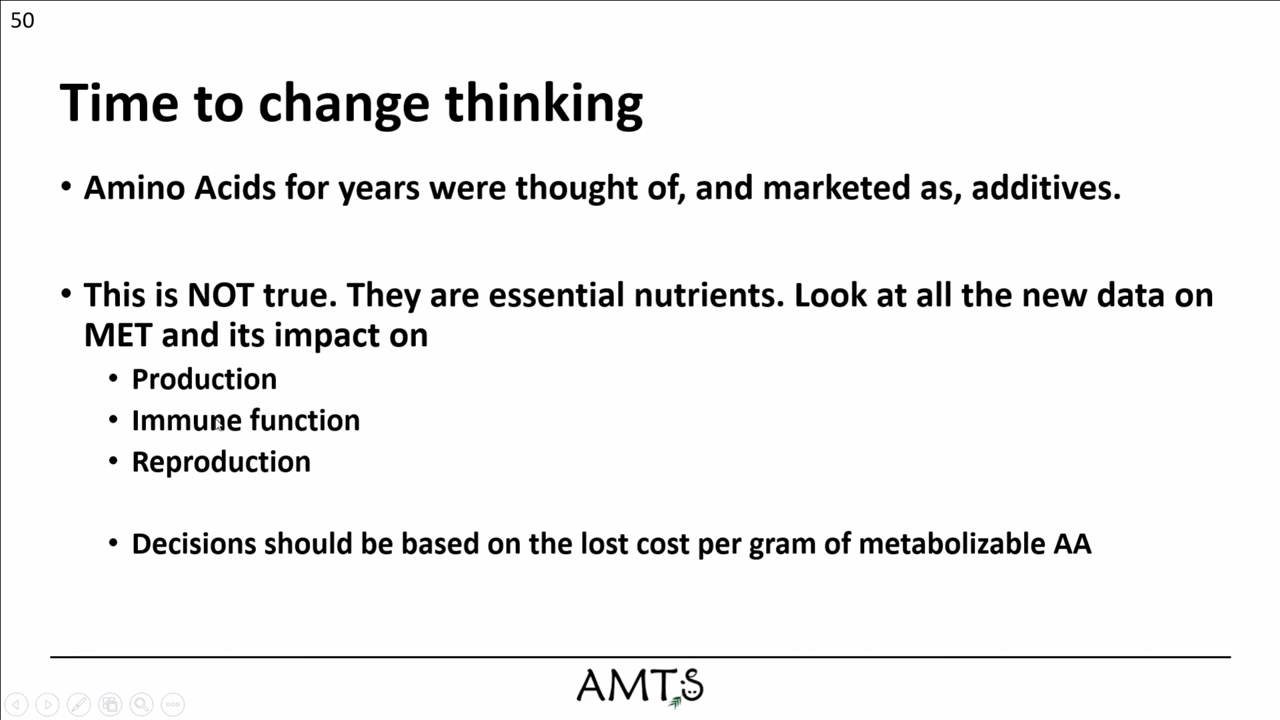 50
Time to change thinking
• Amino Acids for years were thought of, and marketed as, additives.
• This is NOT true. They are essential nutrients. Look at all the new data on
MET and its impact on
• Production
• Immune function
• Reproduction
• Decisions should be based on the lost cost per gram of metabolizable AA
AMTS